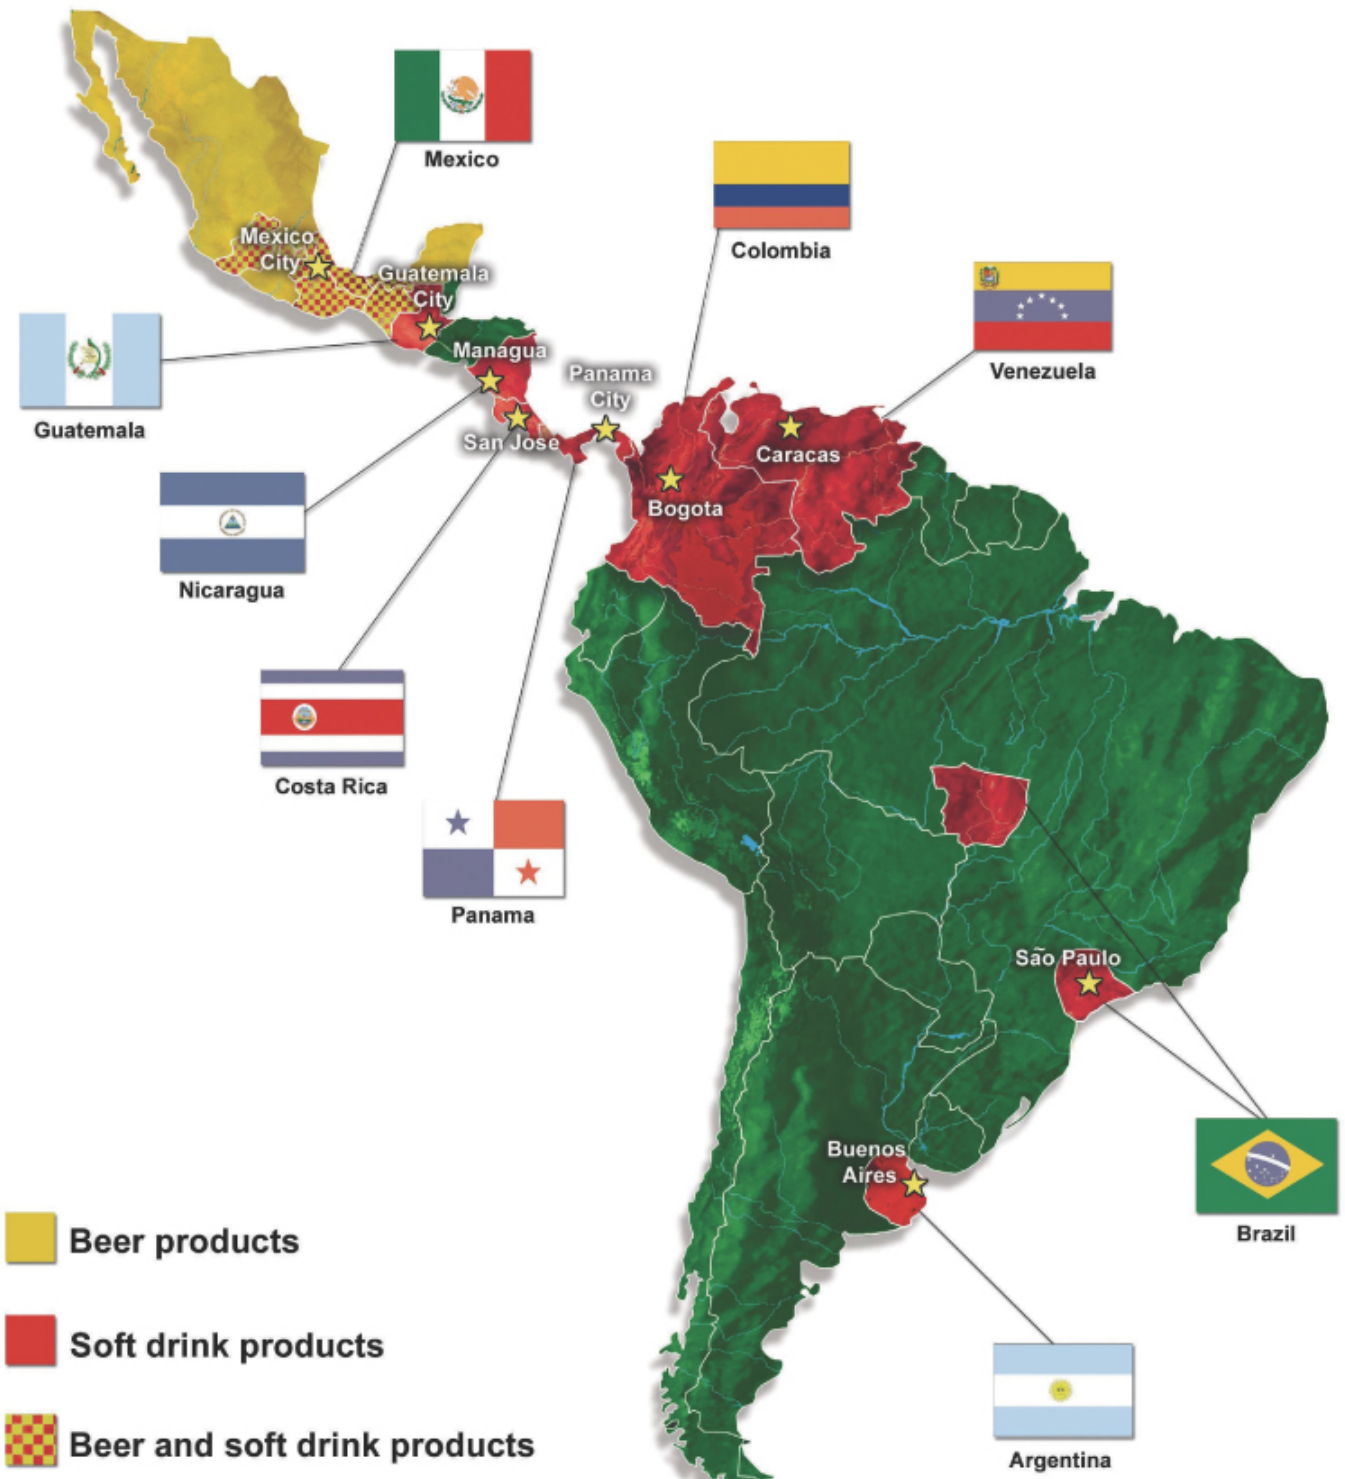 Mexico
Colombia
Venezuela
Mexico
City
Guatemala
City
Guatemala
Managua
Panama
City
San Jose
Caracas
Bogota
Nicaragua
Costa Rica
Panama
São Paulo
Buenos
Aires
Brazil
Argentina
Beer products
Soft drink products
Beer and soft drink products